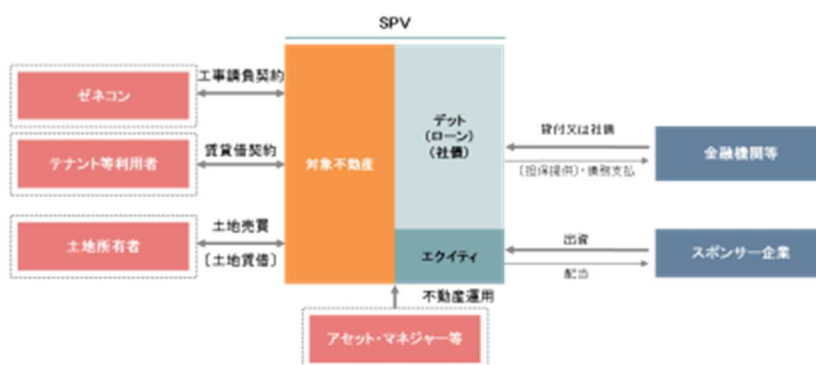 SPV
ゼネコン
工事請負契約
テナント等利用者
賃貸借契約
土地所有者
土地売買
〔土地賃借〕
対象不動産
デット
(ローン)
(社債)
エクイティ
貸付又は社債
〔担保提供〕・債務支払
金融機関等
出資
配当
スポンサー企業
不動産運用
アセット・マネジャー等